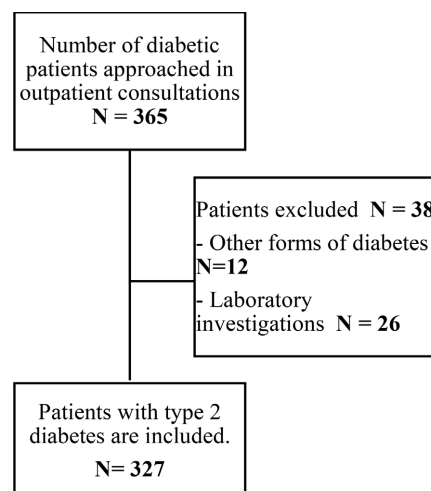 Number of diabetic
patients approached in
outpatient consultations
N = 365
Patients excluded N = 38
- Other forms of diabetes
N=12
- Laboratory
investigations N = 26
Patients with type 2
diabetes are included.
N= 327